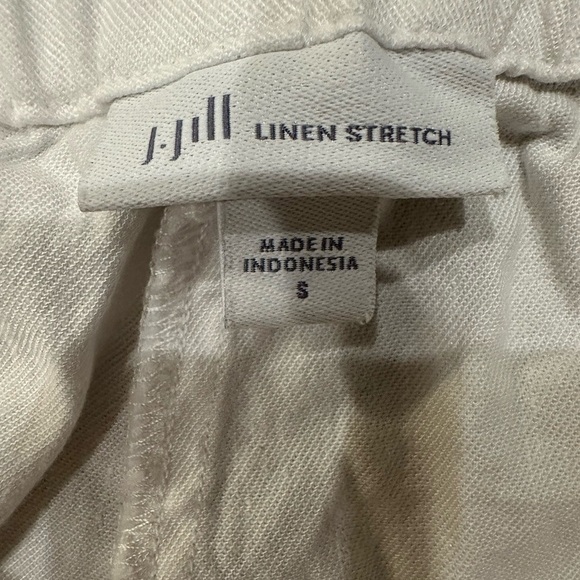 J.Jill LINEN STRETCH
MADE IN
INDONESIA
S